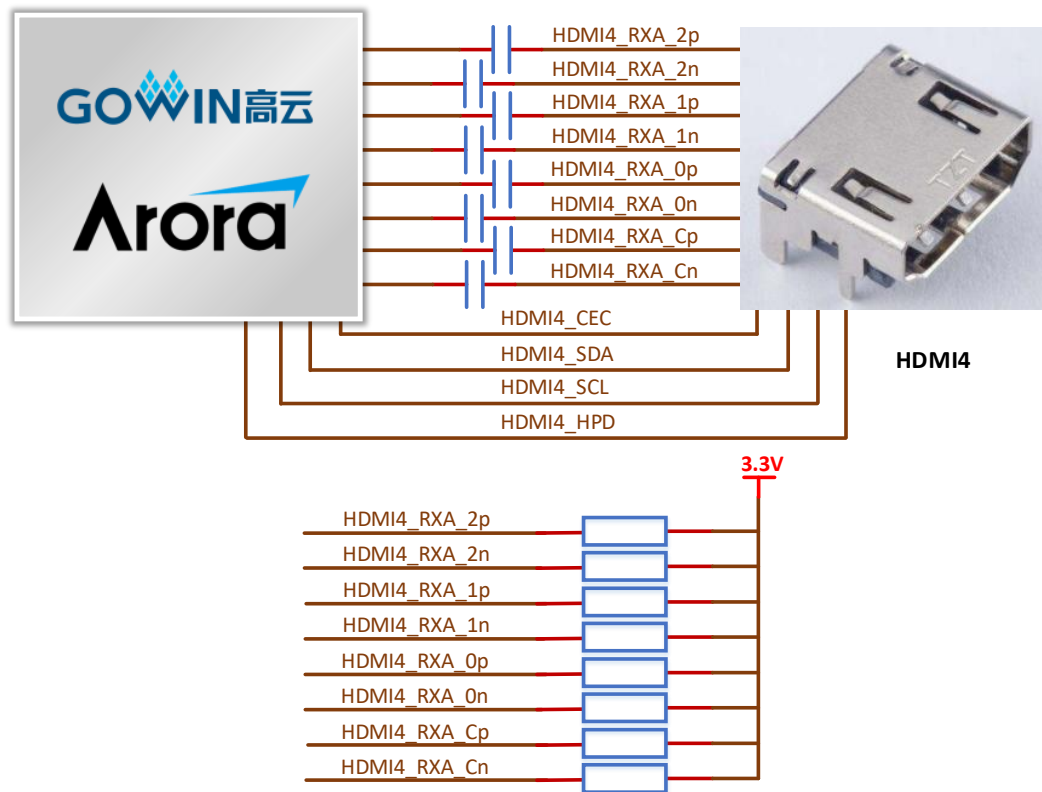 GOWIN高云
Arora
HDMI4_RXA_2p
HDMI4_RXA_2n
HDMI4_RXA_1p
HDMI4_RXA_1n
HDMI4_RXA_0p
HDMI4_RXA_0n
HDMI4_RXA_Cp
HDMI4_RXA_Cn
TZT
HDMI4_CEC
HDMI4_SDA
HDMI4_SCL
HDMI4_HPD
HDMI4
3.3V
HDMI4_RXA_2p
HDMI4_RXA_2n
HDMI4_RXA_1p
HDMI4_RXA_1n
HDMI4_RXA_0p
HDMI4_RXA_0n
HDMI4_RXA_Cp
HDMI4_RXA_Cn